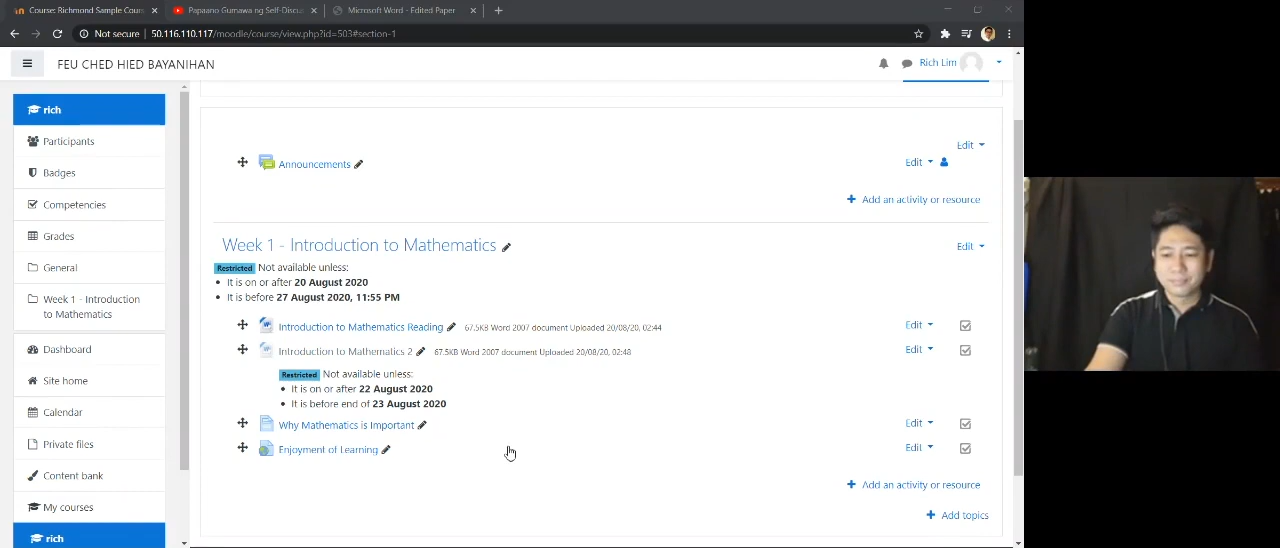 Course: Richmond Sample Cours
Papaano Gumawa ng Self-Discus
Microsoft Word - Edited Paper
Not secure
50.116.110.117/moodle/course/view.php?id=503#section-1
FEU CHED HIED BAYANIHAN
Rich Lim
rich
Participants
Badges
Competencies
Grades
General
Week 1 - Introduction
to Mathematics
Dashboard
Site home
Calendar
Private files
Content bank
My courses
rich
Edit
Announcements
Edit
Add an activity or resource
Week 1 - Introduction to Mathematics
Edit
Restricted Not available unless:
It is on or after 20 August 2020
It is before 27 August 2020, 11:55 PM
Introduction to Mathematics Reading 67.5KB Word 2007 document Uploaded 20/08/20, 02:44 Edit
Introduction to Mathematics 2 67.5KB Word 2007 document Uploaded 20/08/20, 02:48 Edit
Restricted Not available unless:
It is on or after 22 August 2020
It is before end of 23 August 2020
Why Mathematics is Important Edit
Enjoyment of Learning Edit
Add an activity or resource
Add topics